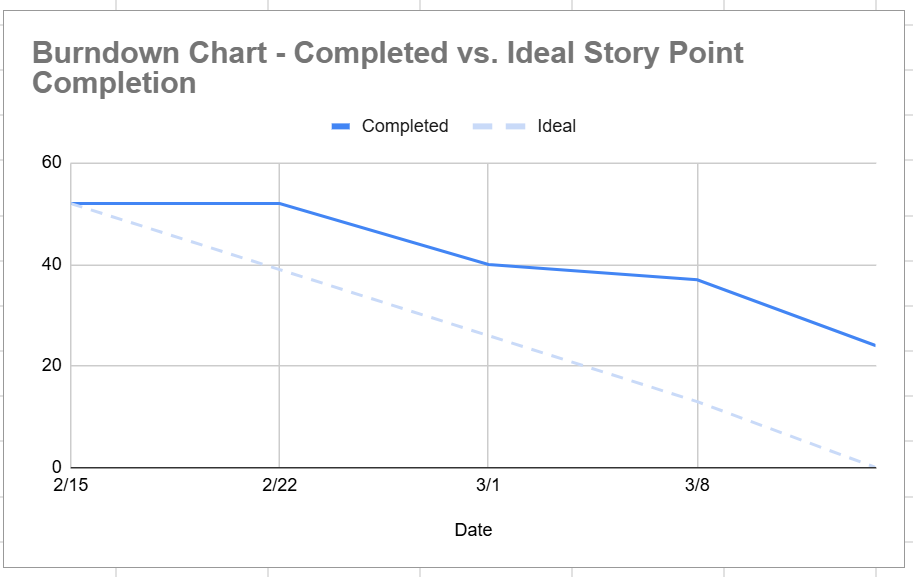 Burndown Chart - Completed vs. Ideal Story Point
Completion
Completed Ideal
60
40
20
0
2/15 2/22 3/1 3/8
Date